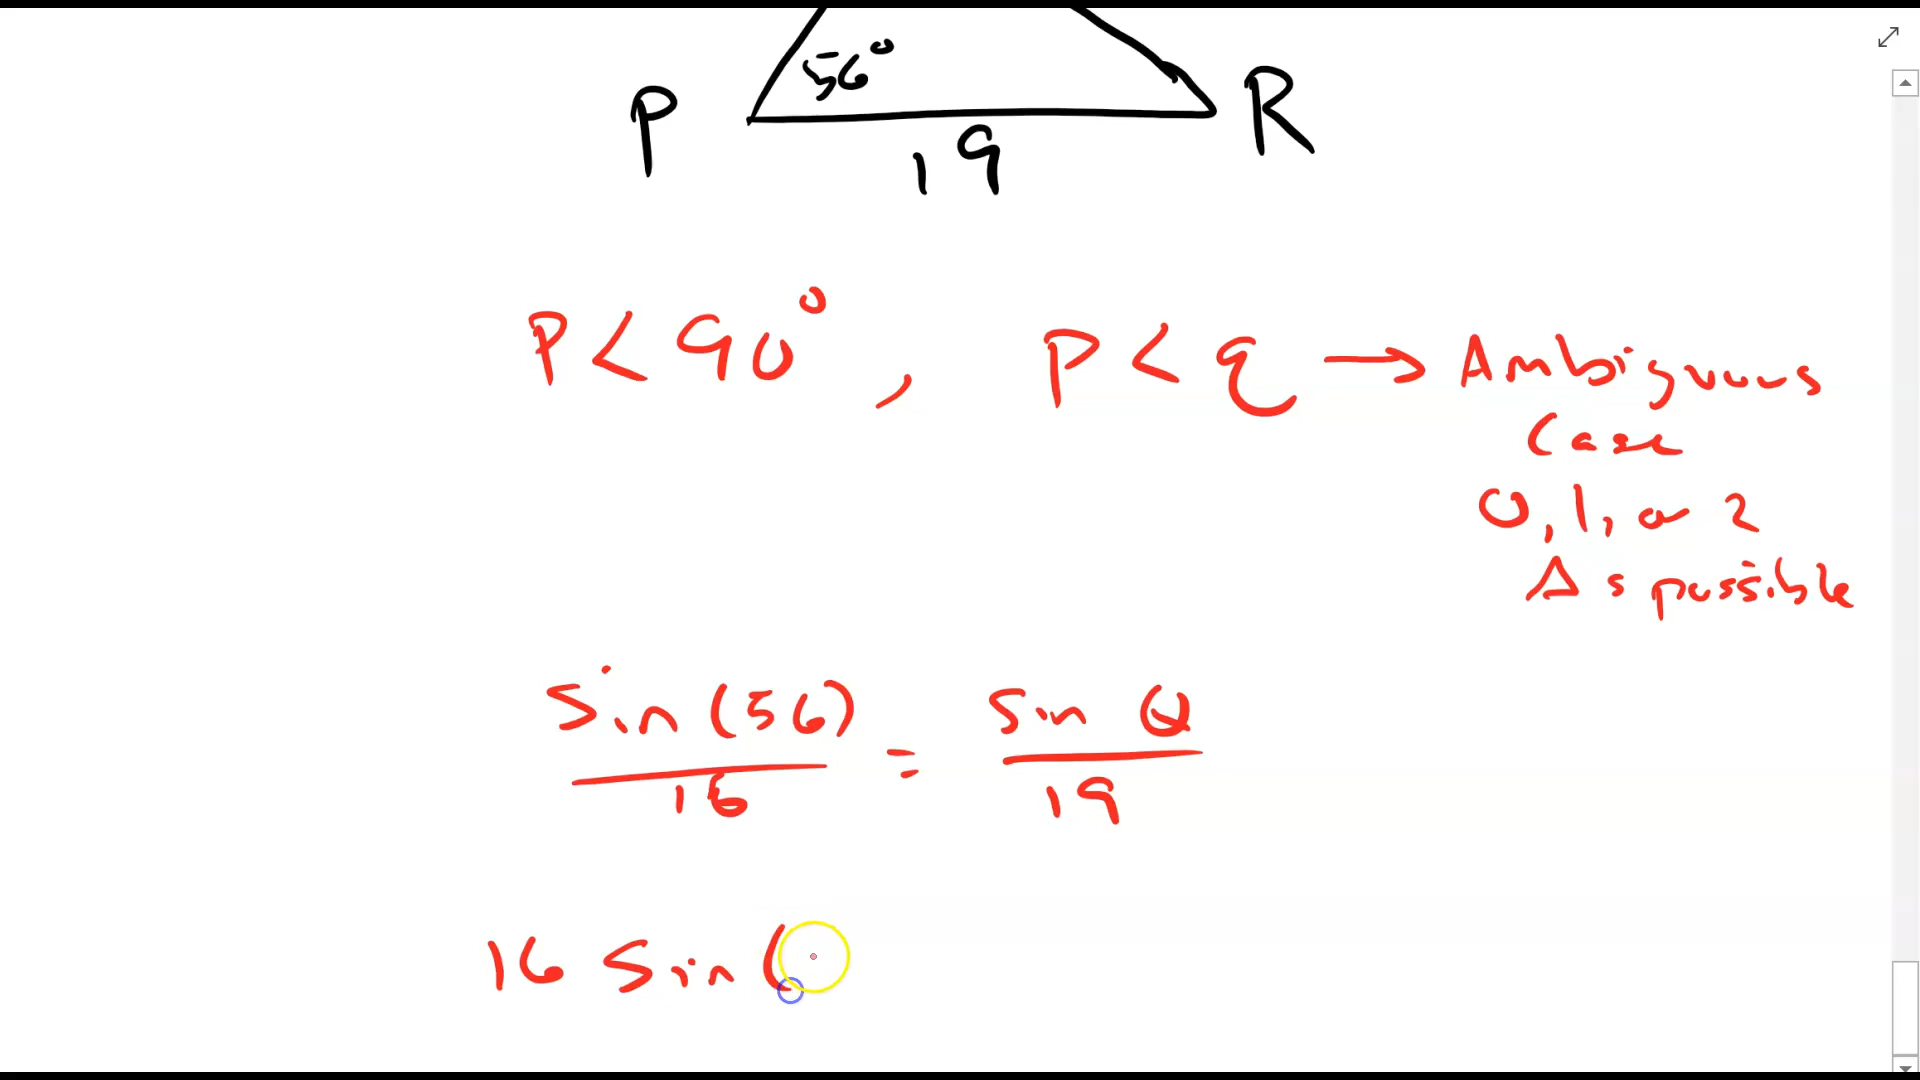 56°
P R
19
P < 90°, p < q → Ambiguous
Case
0, 1, or 2
Δs possible
Sin(56) = Sin Q
16 19
16 Sin(